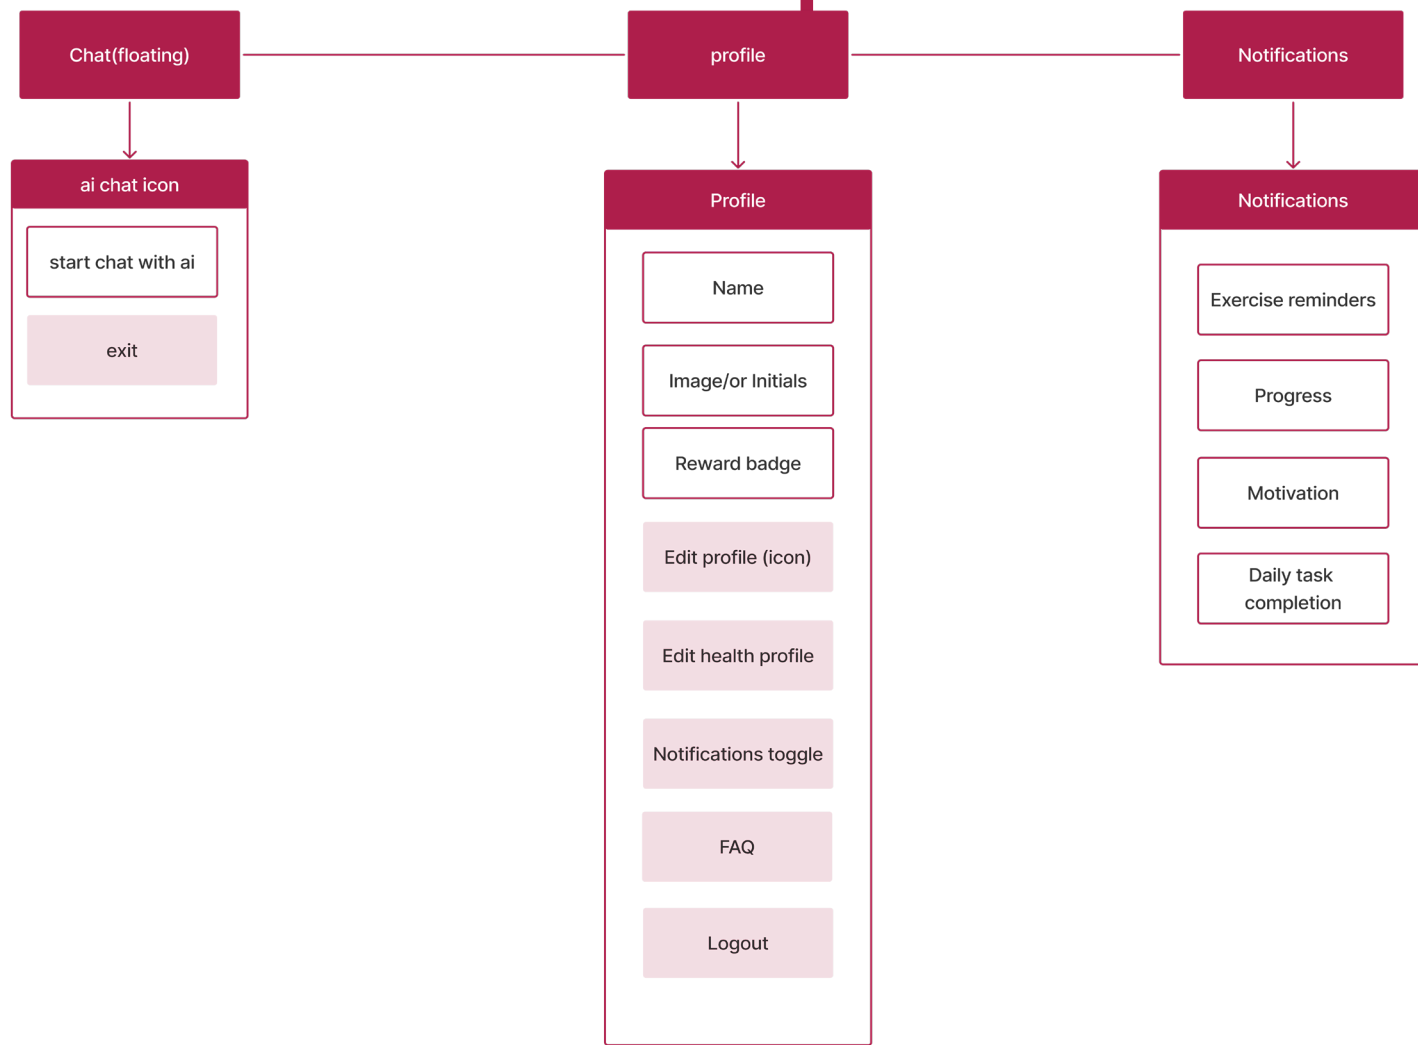 Chat(floating)
profile
Notifications
ai chat icon
start chat with ai
exit
Profile
Name
Image/or Initials
Reward badge
Edit profile (icon)
Edit health profile
Notifications toggle
FAQ
Logout
Notifications
Exercise reminders
Progress
Motivation
Daily task
completion